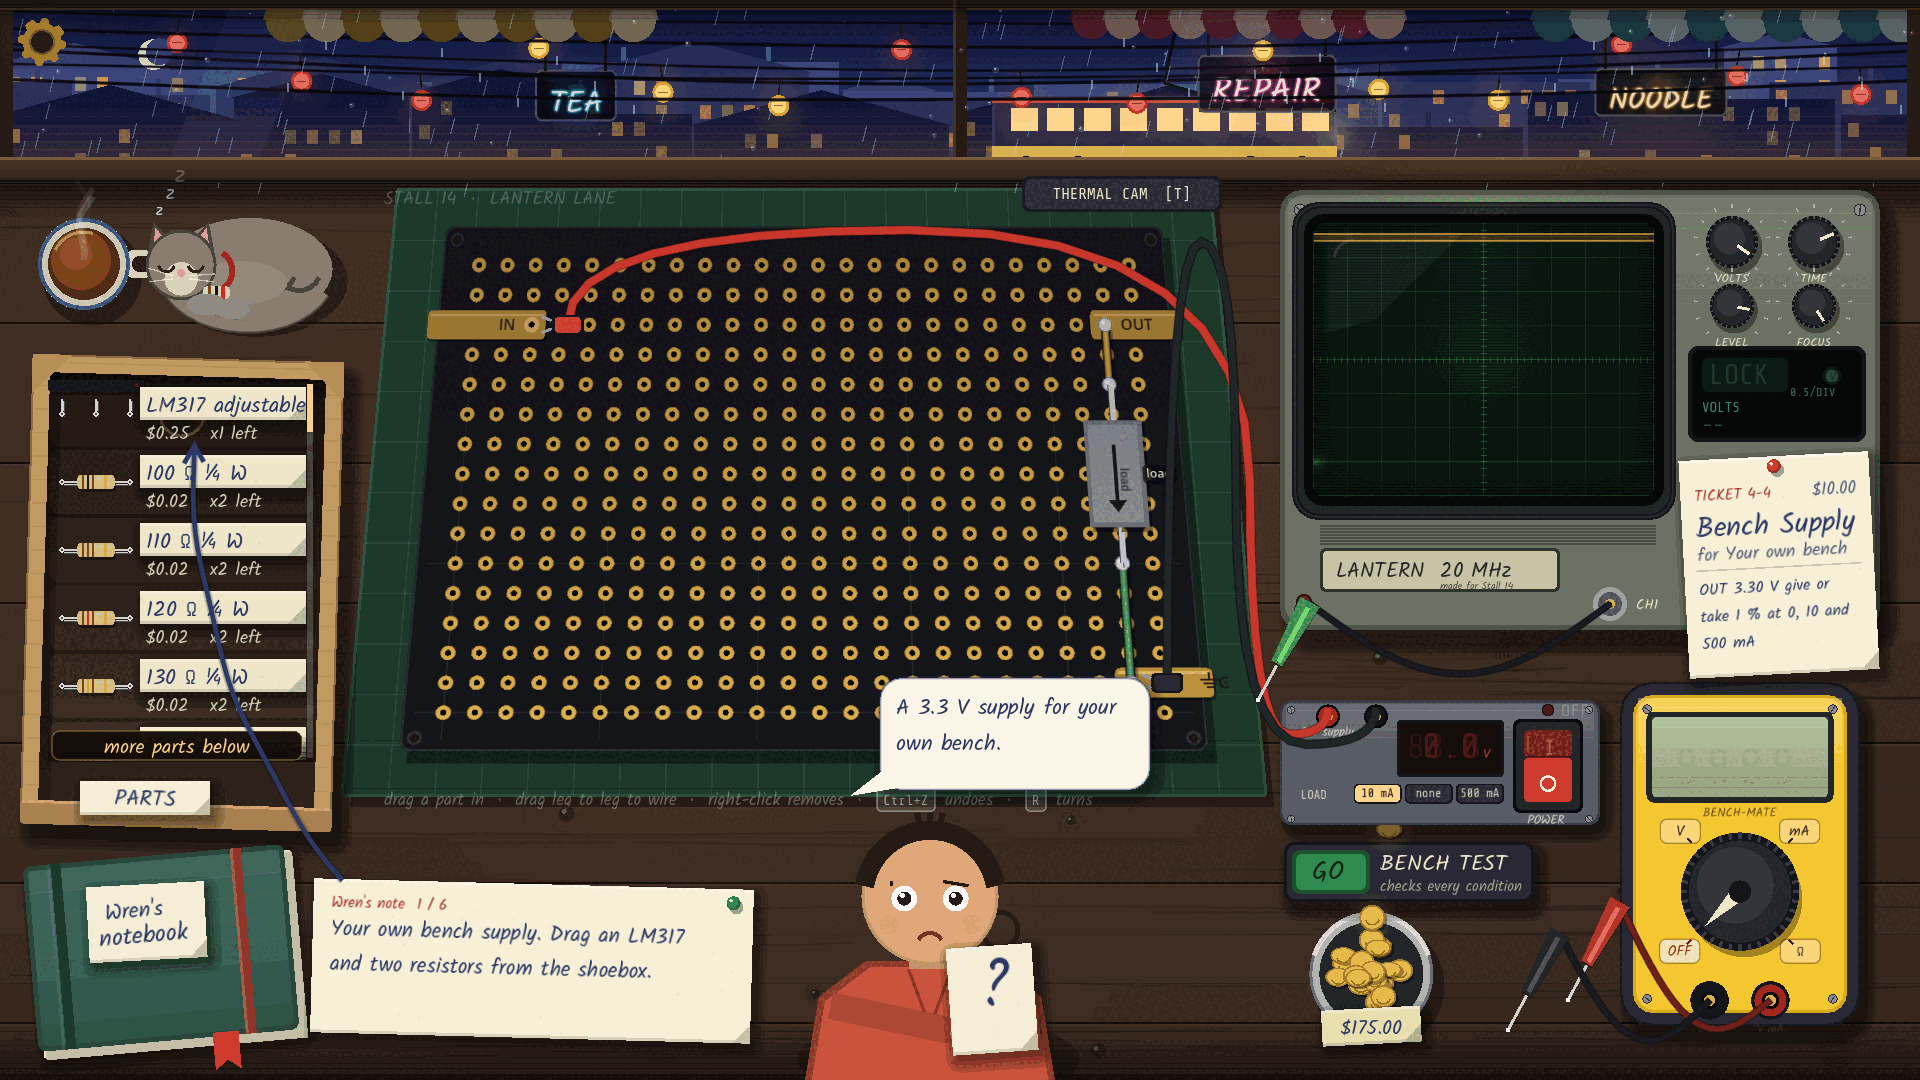 TEA
REPAIR
NOODLE
STALL 14 · LANTERN LANE
THERMAL CAM [T]
z
z
z
IN
OUT
load
G
LM317 adjustable
$0.25 x1 left
100 Ω ¼ W
$0.02 x2 left
110 Ω ¼ W
$0.02 x2 left
120 Ω ¼ W
$0.02 x2 left
130 Ω ¼ W
$0.02 x2 left
more parts below
PARTS
VOLTS
TIME
LEVEL
FOCUS
LOCK
0.5/DIV
VOLTS
--
LANTERN 20 MHz
made for Stall 14
CH1
TICKET 4-4 $10.00
Bench Supply
for Your own bench
OUT 3.30 V give or
take 1 % at 0, 10 and
500 mA
A 3.3 V supply for your
own bench.
drag a part in · drag leg to leg to wire · right-click removes · Ctrl+Z undoes · R turns
supply
0.0 V
I
LOAD
10 mA
none
500 mA
POWER
GO
BENCH TEST
checks every condition
$175.00
BENCH-MATE
V
mA
OFF
Ω
Wren's
notebook
Wren's note 1 / 6
Your own bench supply. Drag an LM317
and two resistors from the shoebox.
?